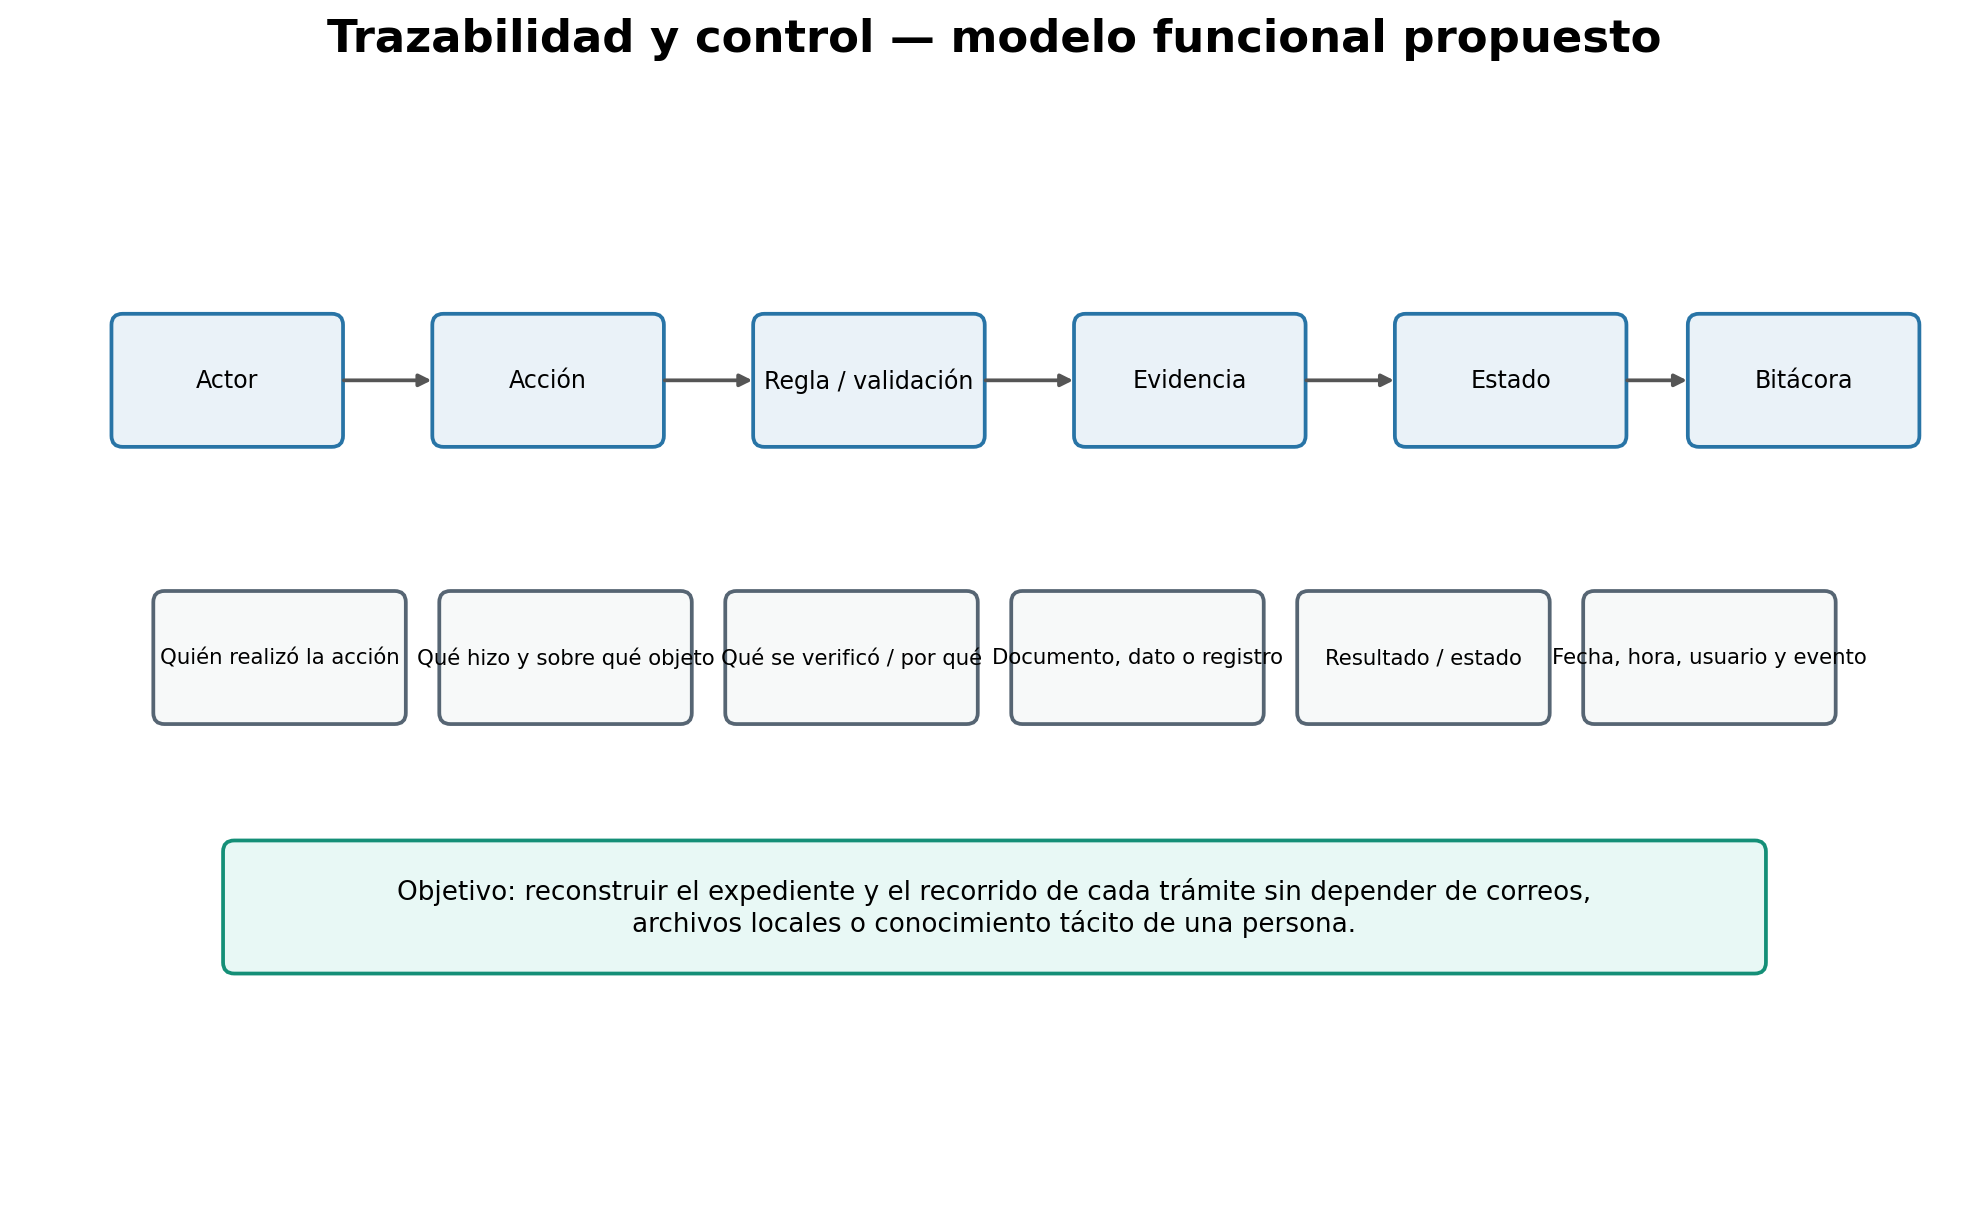 Trazabilidad y control — modelo funcional propuesto
Actor
Acción
Regla / validación
Evidencia
Estado
Bitácora
Quién realizó la acción
Qué hizo y sobre qué objeto
Qué se verificó / por qué
Documento, dato o registro
Resultado / estado
Fecha, hora, usuario y evento
Objetivo: reconstruir el expediente y el recorrido de cada trámite sin depender de correos,
archivos locales o conocimiento tácito de una persona.